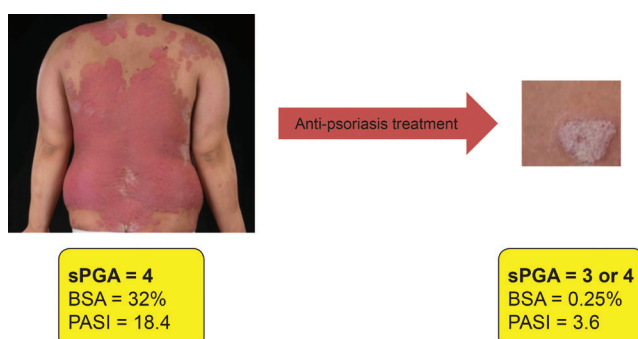 Anti-psoriasis treatment
sPGA = 4
BSA = 32%
PASI = 18.4
sPGA = 3 or 4
BSA = 0.25%
PASI = 3.6